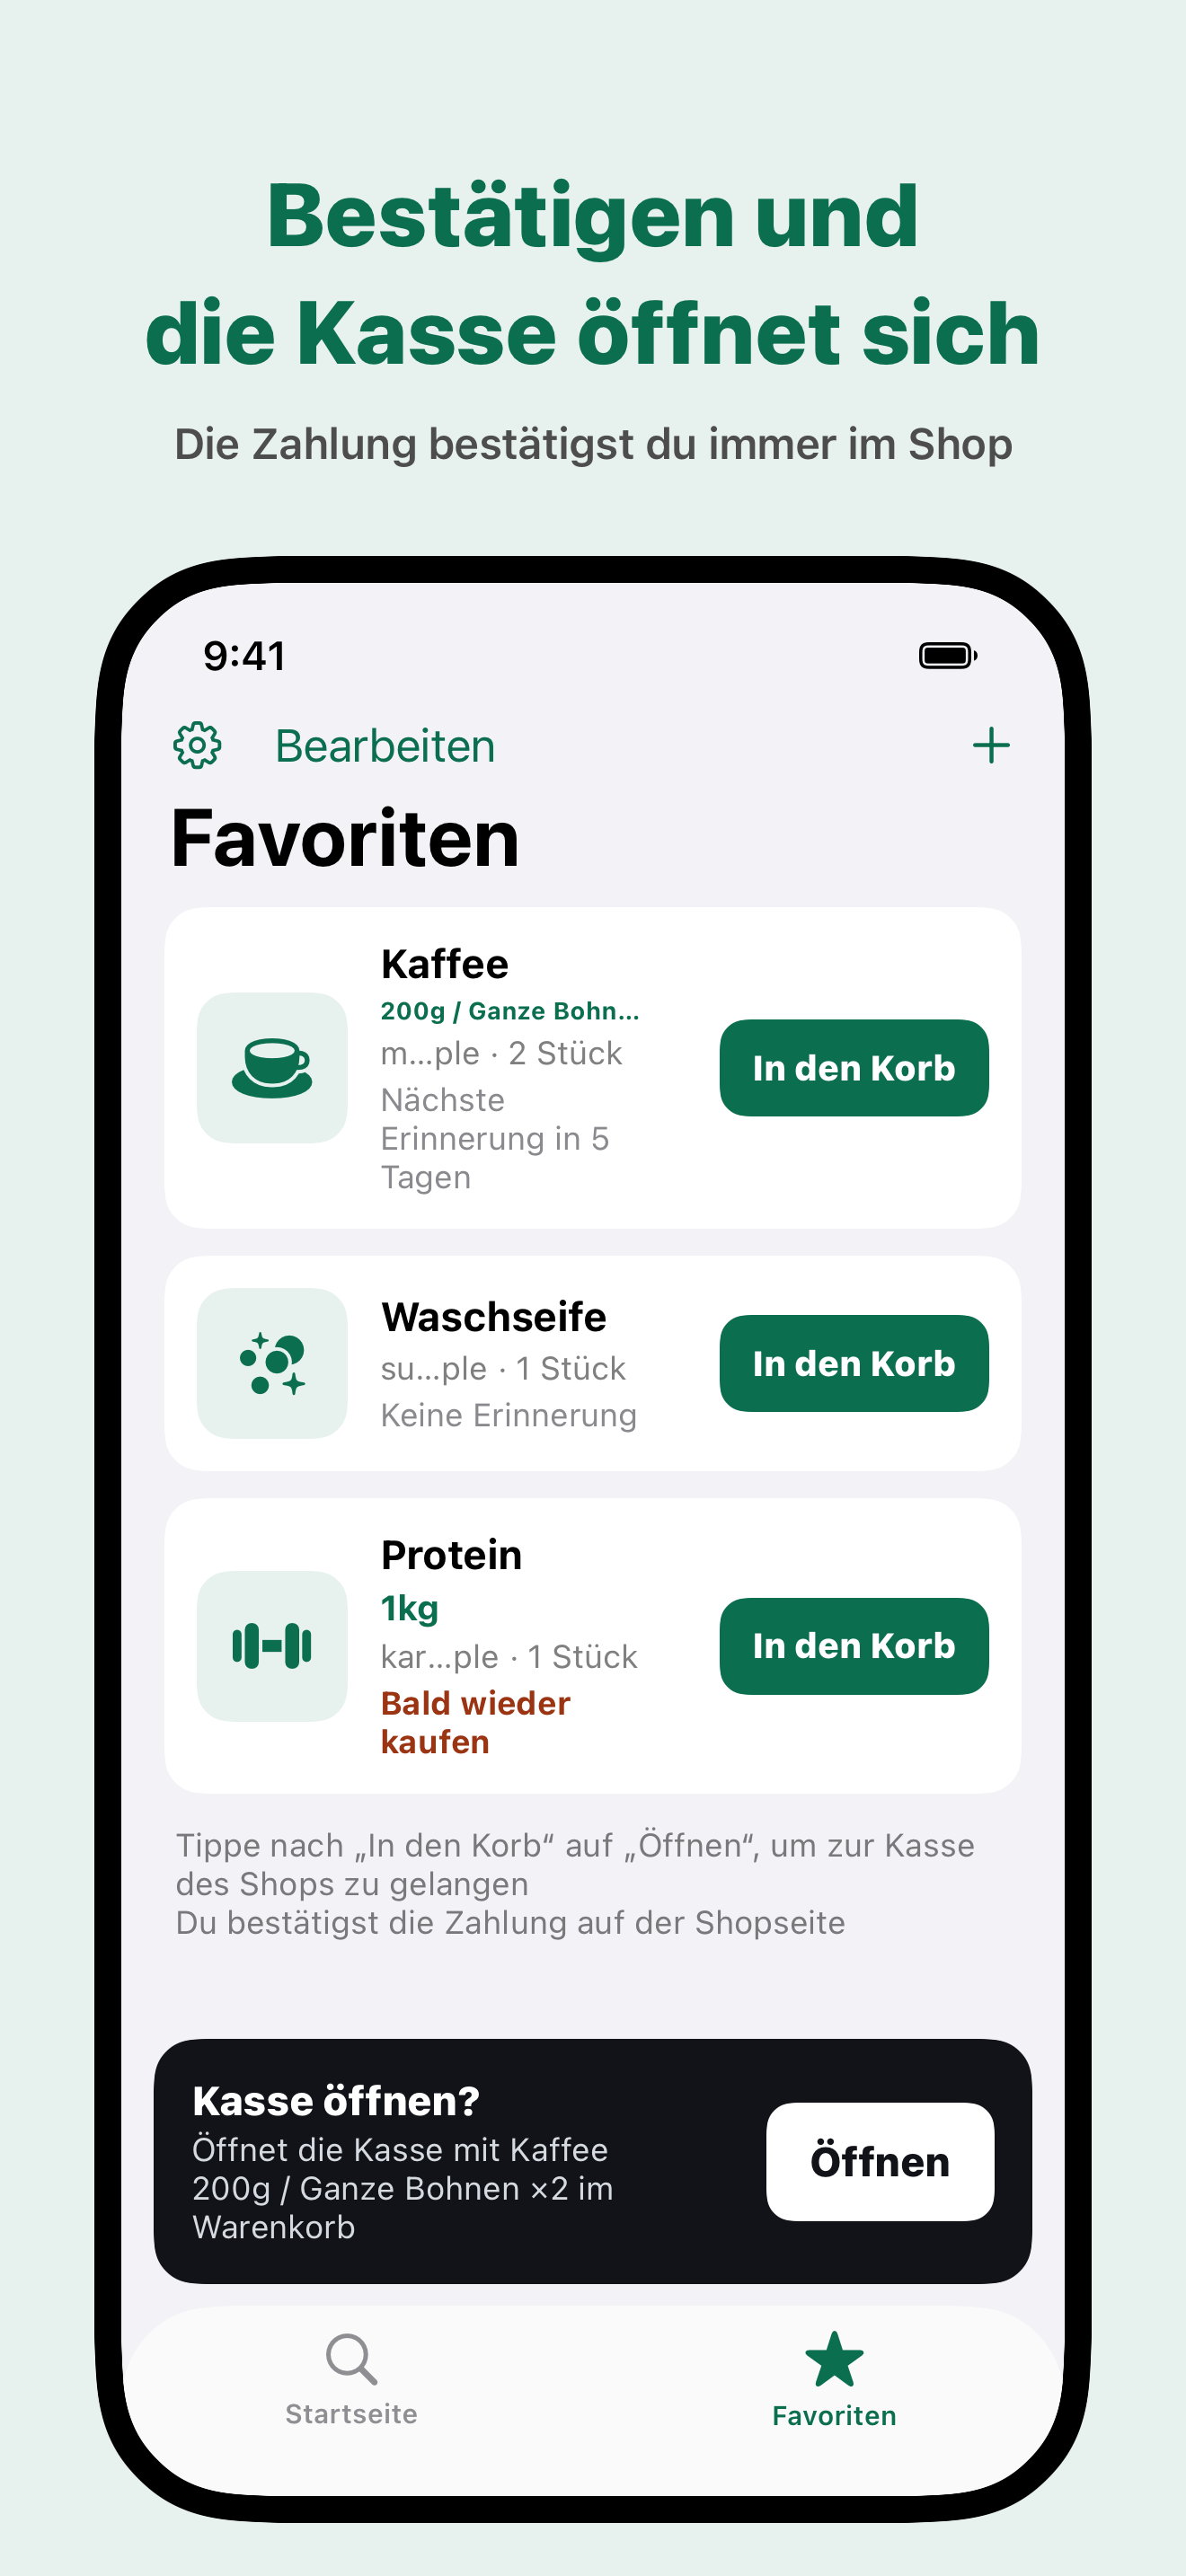 Bestätigen und
die Kasse öffnet sich
Die Zahlung bestätigst du immer im Shop
9:41
Bearbeiten
Favoriten
Kaffee
200g / Ganze Bohn...
m...ple · 2 Stück
Nächste
Erinnerung in 5
Tagen
In den Korb
Waschseife
su...ple · 1 Stück
Keine Erinnerung
In den Korb
Protein
1kg
kar...ple · 1 Stück
Bald wieder
kaufen
In den Korb
Tippe nach „In den Korb“ auf „Öffnen“, um zur Kasse
des Shops zu gelangen
Du bestätigst die Zahlung auf der Shopseite
Kasse öffnen?
Öffnet die Kasse mit Kaffee
200g / Ganze Bohnen ×2 im
Warenkorb
Öffnen
Startseite
Favoriten